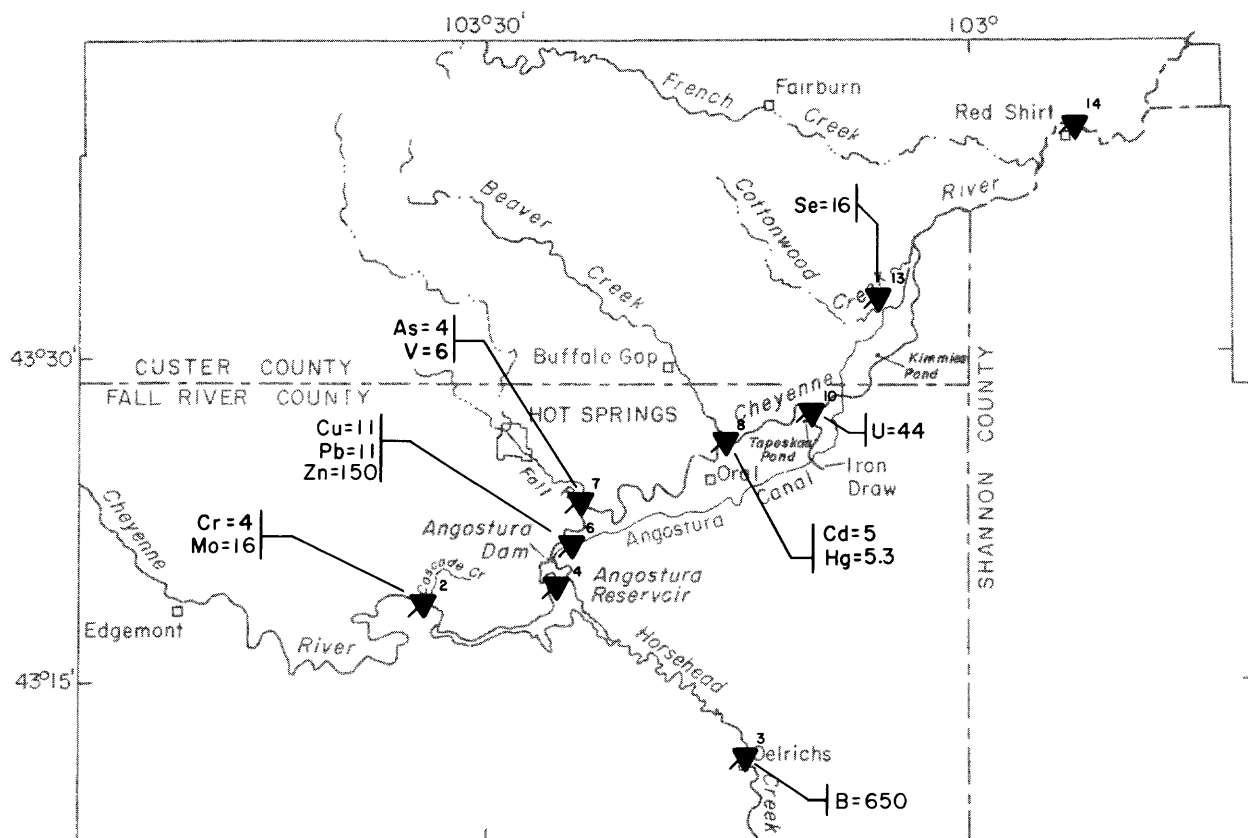 103°30'
103°
French
Creek
Fairburn
Red Shirt
14
River
Beaver
Creek
Cottonwood
Creek
Se=16
13
As=4
V=6
43°30'
Buffalo Gap
Kimmies
Pond
CUSTER COUNTY
FALL RIVER COUNTY
HOT SPRINGS
Cheyenne
10
U=44
SHANNON COUNTY
Cu=11
Pb=11
Zn=150
8
Tapeskau
Pond
Oral
Iron
Draw
Fall
7
Canal
Angostura
Cheyenne
Cr=4
Mo=16
Angostura
Dam
6
Cd=5
Hg=5.3
Cascade Cr
2
4
Angostura
Reservoir
Edgemont
River
Horsehead
Creek
43°15'
3
Oelrichs
B=650